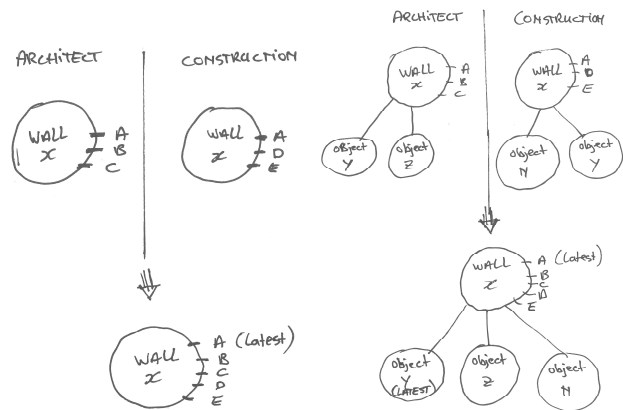 ARCHITECT
CONSTRUCTION
WALL
x
A
B
C
WALL
x
A
D
E
WALL
x
A (Latest)
B
C
D
E
ARCHITECT
CONSTRUCTION
WALL
x
A
B
C
object
Y
object
Z
WALL
x
A
D
E
object
N
object
Y
WALL
x
A (Latest)
B
C
D
E
object
Y
(LATEST)
object
Z
object
N